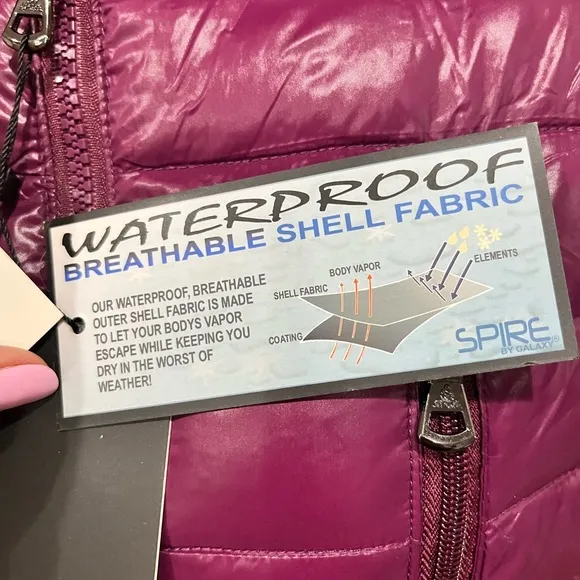 WATERPROOF
BREATHABLE SHELL FABRIC
OUR WATERPROOF, BREATHABLE
OUTER SHELL FABRIC IS MADE
TO LET YOUR BODYS VAPOR
ESCAPE WHILE KEEPING YOU
DRY IN THE WORST OF
WEATHER!
BODY VAPOR
ELEMENTS
SHELL FABRIC
COATING
SPIRE
BY GALAXY®